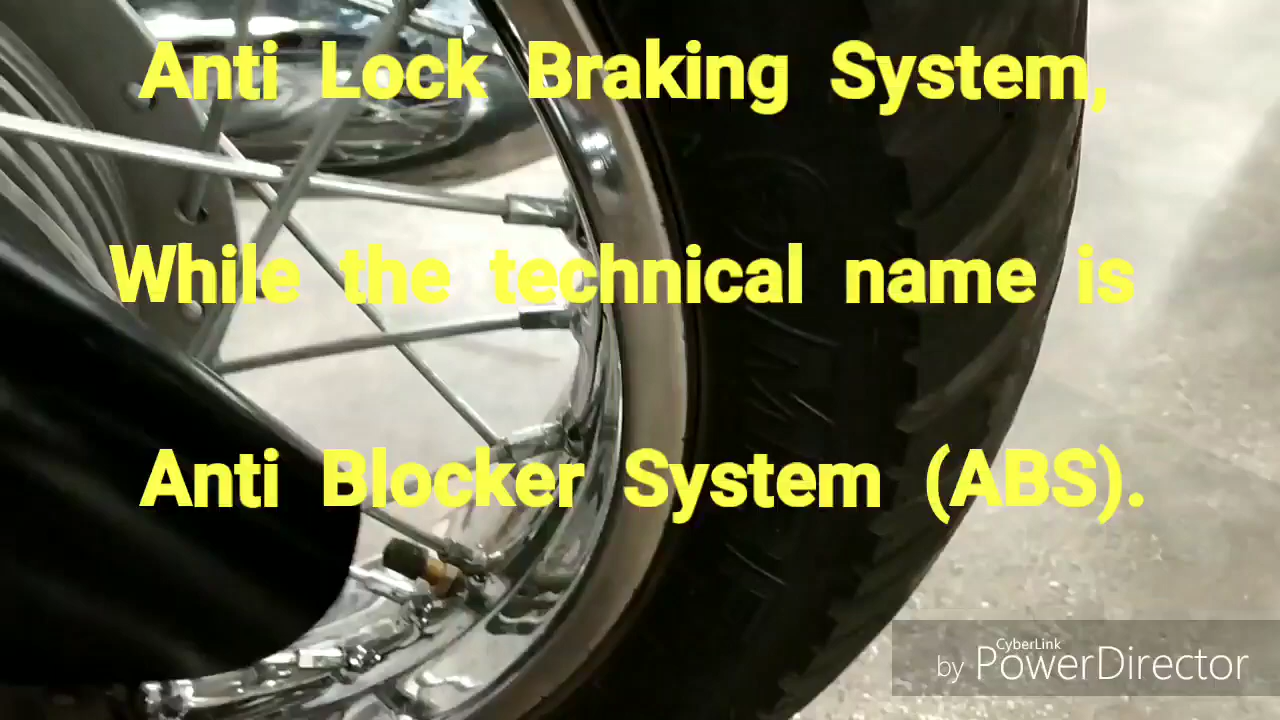 Anti Lock Braking System,
While the technical name is
Anti Blocker System (ABS).
CyberLink
by PowerDirector